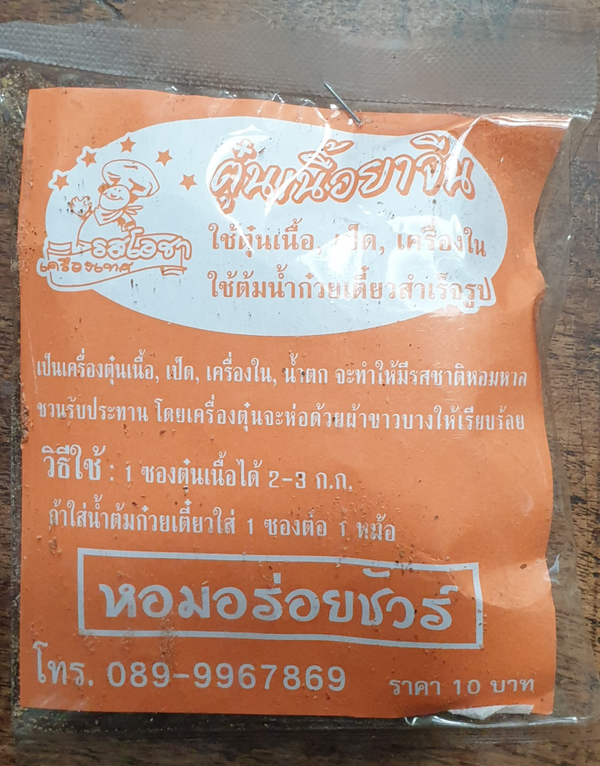 ตุ๋นเนื้อยาจีน
รสโอชา
เครื่องเทศ
ใช้ตุ๋นเนื้อ, เป็ด, เครื่องใน
ใช้ต้มน้ำก๋วยเตี๋ยวสำเร็จรูป
เป็นเครื่องตุ๋นเนื้อ, เป็ด, เครื่องใน, น้ำตก จะทำให้มีรสชาติหอมหวล
ชวนรับประทาน โดยเครื่องตุ๋นจะห่อด้วยผ้าขาวบางให้เรียบร้อย
วิธีใช้ : 1 ซองตุ๋นเนื้อได้ 2-3 ก.ก.
ถ้าใส่น้ำต้มก๋วยเตี๋ยวใส่ 1 ซองต่อ 1 หม้อ
หอมอร่อยชัวร์
โทร. 089-9967869
ราคา 10 บาท